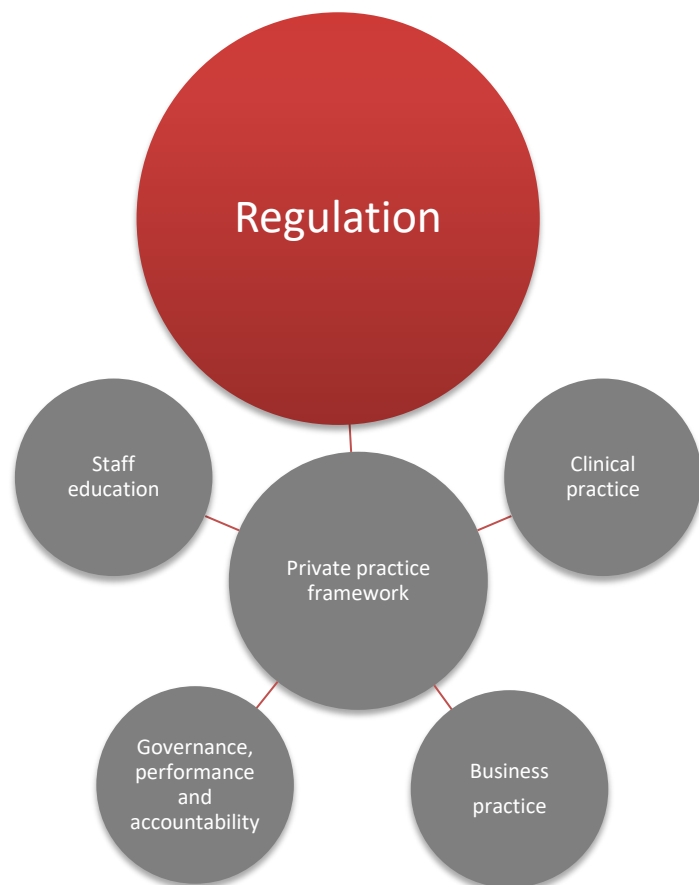 Regulation
Staff
education
Clinical
practice
Private practice
framework
Governance,
performance
and
accountability
Business
practice